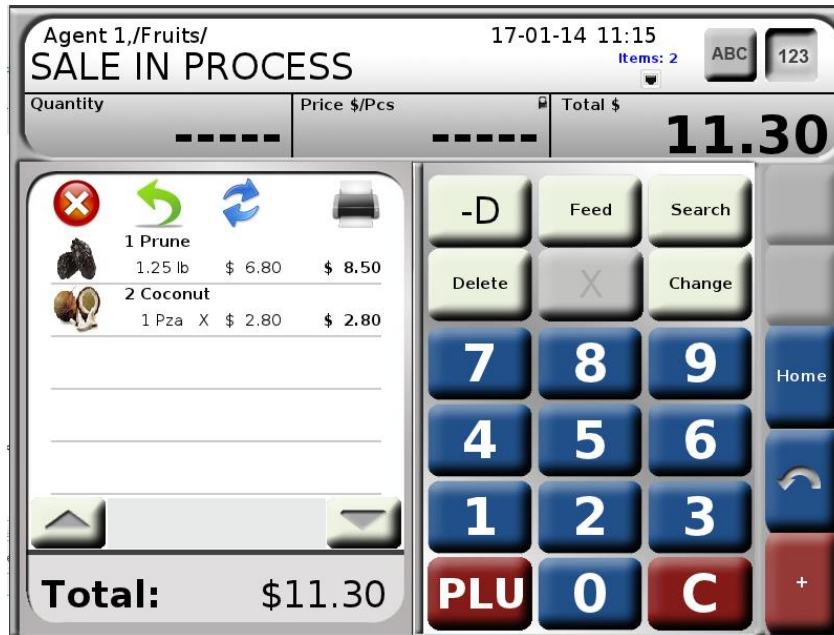 Agent 1,/Fruits/
17-01-14 11:15
SALE IN PROCESS
Items: 2
ABC
123
Quantity
Price $/Pcs
Total $
-----
-----
11.30
1 Prune
1.25 lb $ 6.80 $ 8.50
2 Coconut
1 Pza X $ 2.80 $ 2.80
Total: $11.30
-D Feed Search
Delete X Change
7 8 9
Home
4 5 6
1 2 3
PLU 0 C +